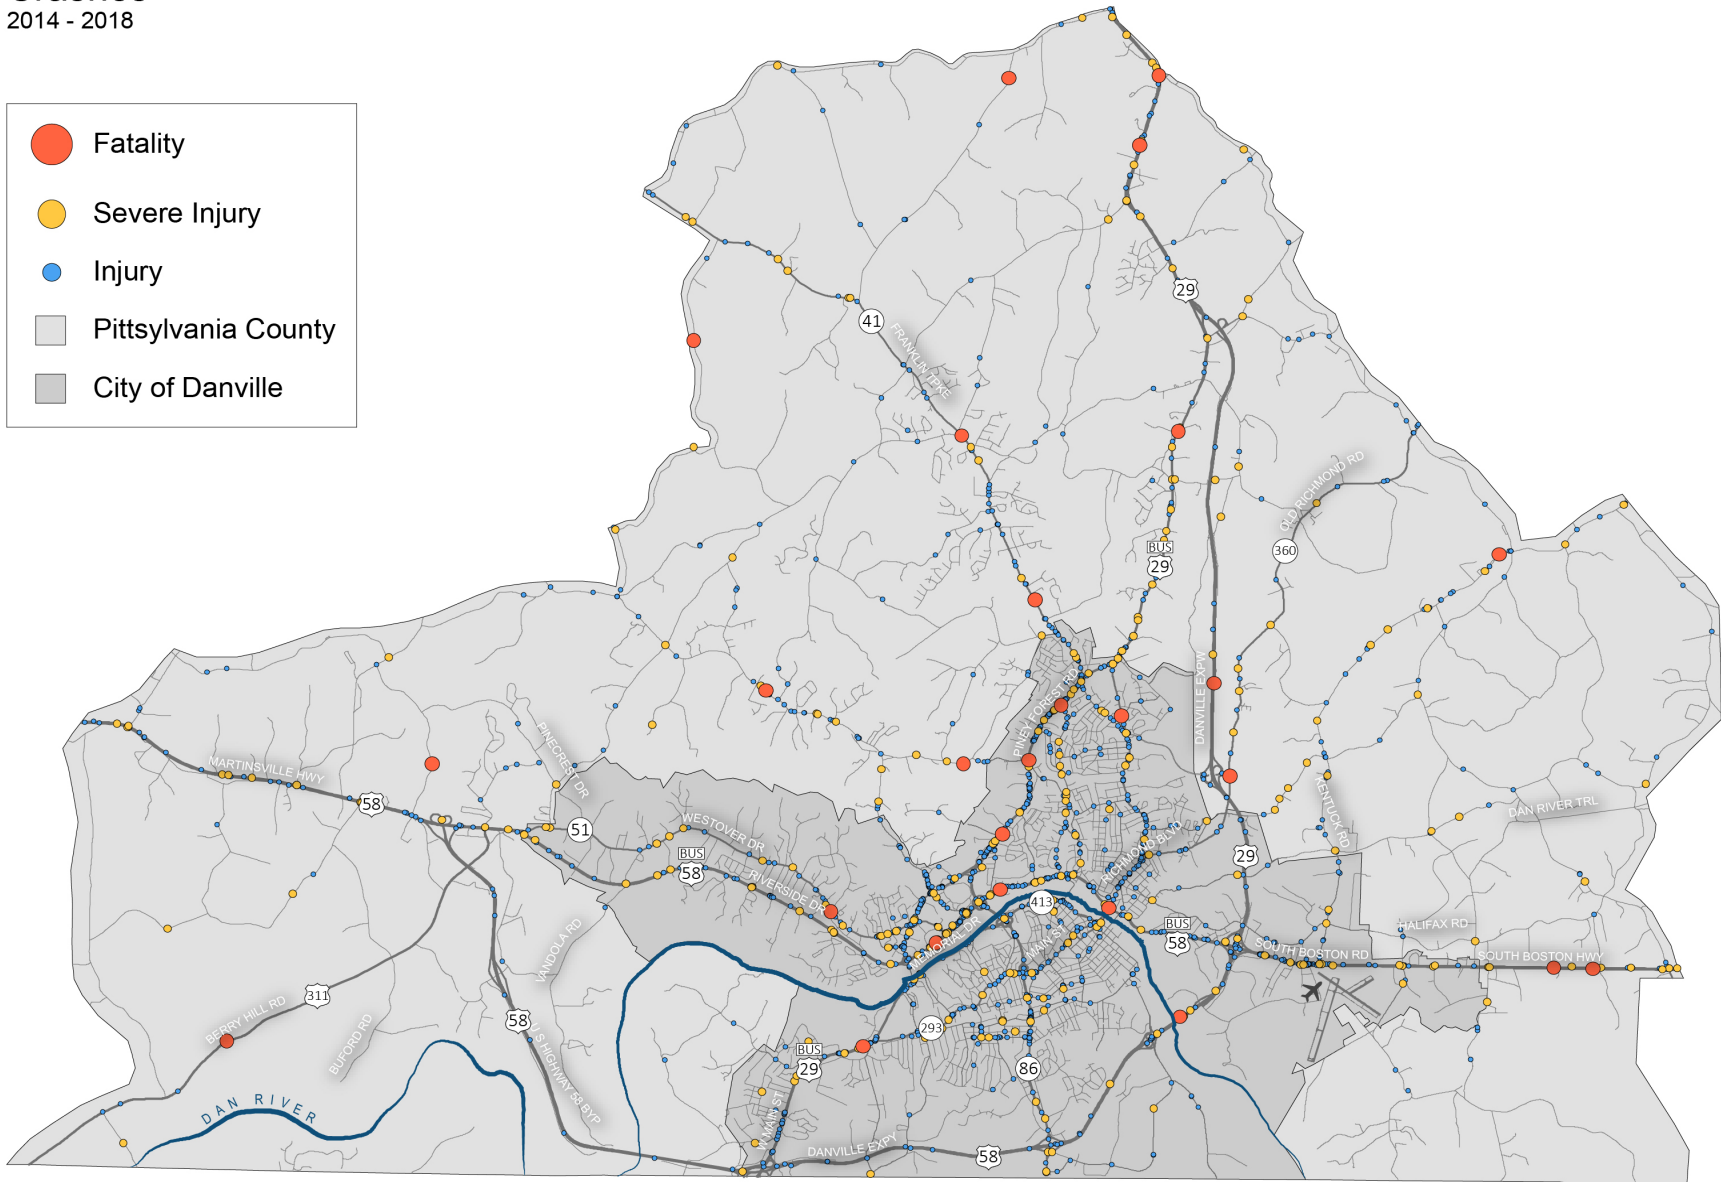 2014 - 2018
Fatality
Severe Injury
Injury
Pittsylvania County
City of Danville
29
41
FRANKLIN TPKE
OLD RICHMOND RD
BUS
29
360
DANVILLE EXPW
PINEY FOREST RD
PINECREST DR
MARTINSVILLE HWY
58
51
WESTOVER DR
BUS
58
RIVERSIDE DR
RICHMOND BLVD
KENTUCK RD
DAN RIVER TRL
29
413
MEMORIAL DR
MAIN ST
BUS
58
HALIFAX RD
SOUTH BOSTON RD
SOUTH BOSTON HWY
VANDOLA RD
311
BERRY HILL RD
BUFORD RD
58
US HIGHWAY 58 BYP
293
BUS
29
86
W MAIN ST
DAN RIVER
DANVILLE EXPY
58